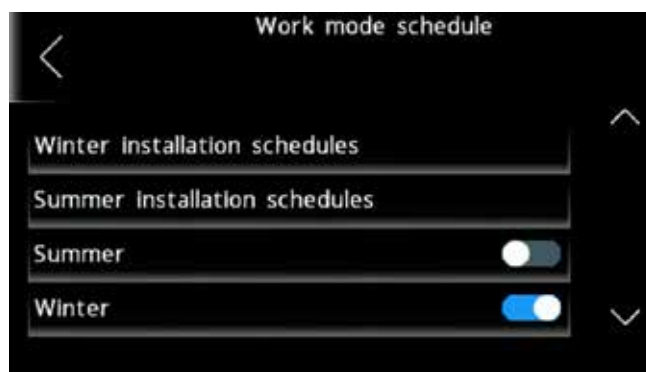 Work mode schedule
Winter installation schedules
Summer installation schedules
Summer
Winter